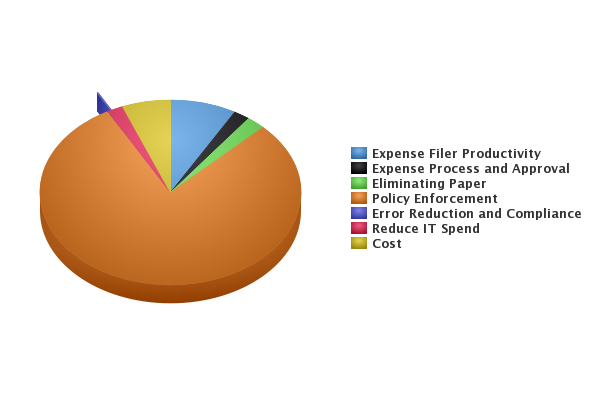 Expense Filer Productivity
Expense Process and Approval
Eliminating Paper
Policy Enforcement
Error Reduction and Compliance
Reduce IT Spend
Cost